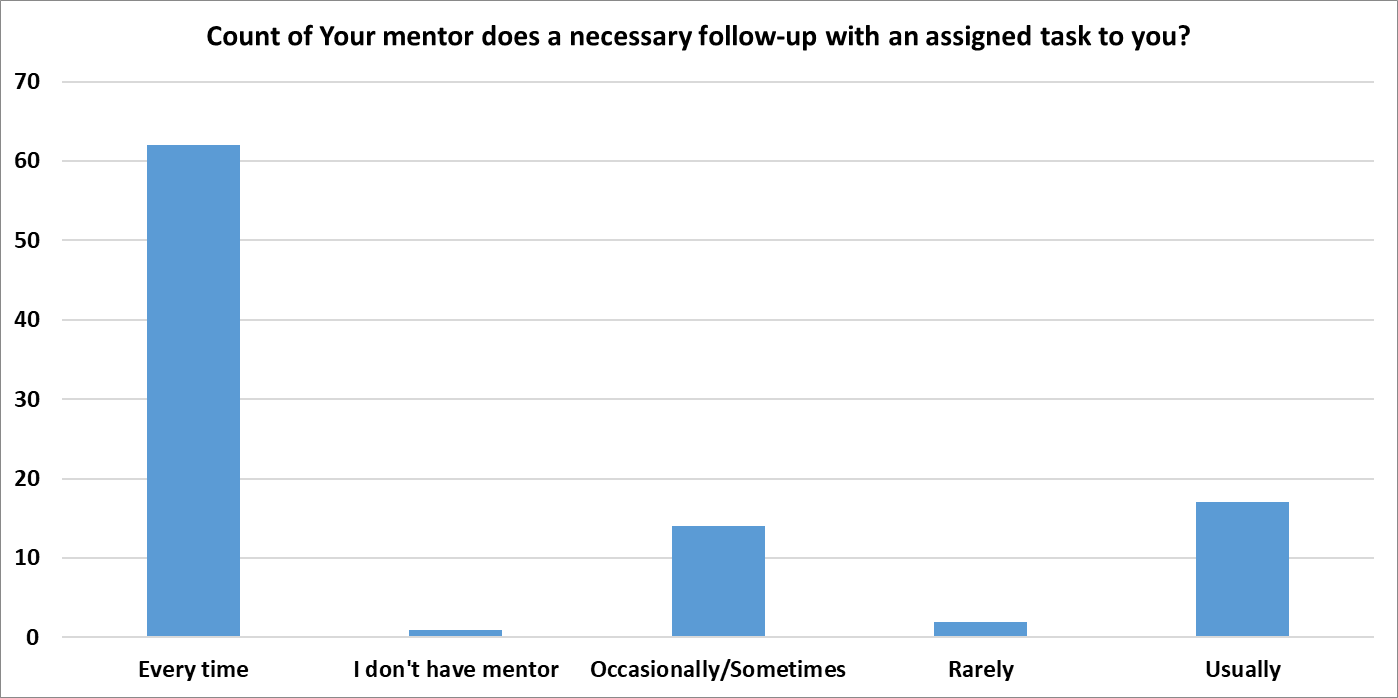 Count of Your mentor does a necessary follow-up with an assigned task to you?
70
60
50
40
30
20
10
0
Every time
I don't have mentor
Occasionally/Sometimes
Rarely
Usually